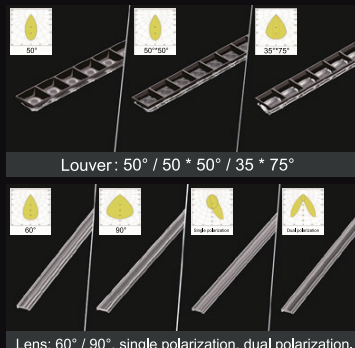 50°
50°*50°
35°*75°
Louver: 50° / 50 * 50° / 35 * 75°
60°
90°
Single polarization
Dual polarization
Lens: 60° / 90°, single polarization, dual polarization,